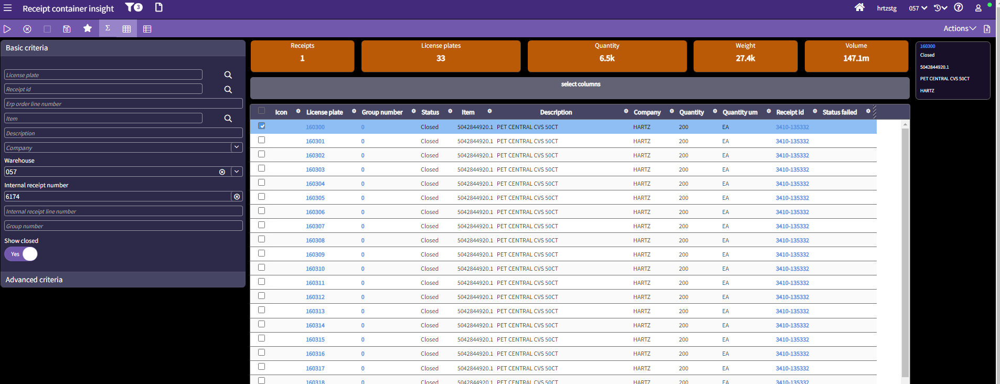 Receipt container insight 3 hrtzstg 057
Σ Actions
Basic criteria
License plate
Receipt id
Erp order line number
Item
Description
Company
Warehouse
057
Internal receipt number
6174
Internal receipt line number
Group number
Show closed
Yes
Advanced criteria
Receipts License plates Quantity Weight Volume
1 33 6.5k 27.4k 147.1m
select columns
Icon License plate Group number Status Item Description Company Quantity Quantity um Receipt id Status failed
160300 0 Closed 5042844920.1 PET CENTRAL CVS 50CT HARTZ 200 EA 3410-135332
160301 0 Closed 5042844920.1 PET CENTRAL CVS 50CT HARTZ 200 EA 3410-135332
160302 0 Closed 5042844920.1 PET CENTRAL CVS 50CT HARTZ 200 EA 3410-135332
160303 0 Closed 5042844920.1 PET CENTRAL CVS 50CT HARTZ 200 EA 3410-135332
160304 0 Closed 5042844920.1 PET CENTRAL CVS 50CT HARTZ 200 EA 3410-135332
160305 0 Closed 5042844920.1 PET CENTRAL CVS 50CT HARTZ 200 EA 3410-135332
160306 0 Closed 5042844920.1 PET CENTRAL CVS 50CT HARTZ 200 EA 3410-135332
160307 0 Closed 5042844920.1 PET CENTRAL CVS 50CT HARTZ 200 EA 3410-135332
160308 0 Closed 5042844920.1 PET CENTRAL CVS 50CT HARTZ 200 EA 3410-135332
160309 0 Closed 5042844920.1 PET CENTRAL CVS 50CT HARTZ 200 EA 3410-135332
160310 0 Closed 5042844920.1 PET CENTRAL CVS 50CT HARTZ 200 EA 3410-135332
160311 0 Closed 5042844920.1 PET CENTRAL CVS 50CT HARTZ 200 EA 3410-135332
160312 0 Closed 5042844920.1 PET CENTRAL CVS 50CT HARTZ 200 EA 3410-135332
160313 0 Closed 5042844920.1 PET CENTRAL CVS 50CT HARTZ 200 EA 3410-135332
160314 0 Closed 5042844920.1 PET CENTRAL CVS 50CT HARTZ 200 EA 3410-135332
160315 0 Closed 5042844920.1 PET CENTRAL CVS 50CT HARTZ 200 EA 3410-135332
160316 0 Closed 5042844920.1 PET CENTRAL CVS 50CT HARTZ 200 EA 3410-135332
160317 0 Closed 5042844920.1 PET CENTRAL CVS 50CT HARTZ 200 EA 3410-135332
160318 0 Closed 5042844920.1 PET CENTRAL CVS 50CT HARTZ 200 EA 3410-135332
160300
Closed
5042844920.1
PET CENTRAL CVS 50CT
HARTZ